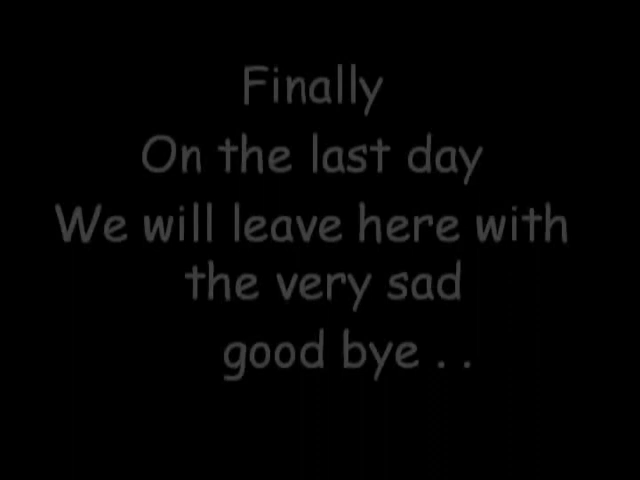 Finally
On the last day
We will leave here with
the very sad
good bye . .